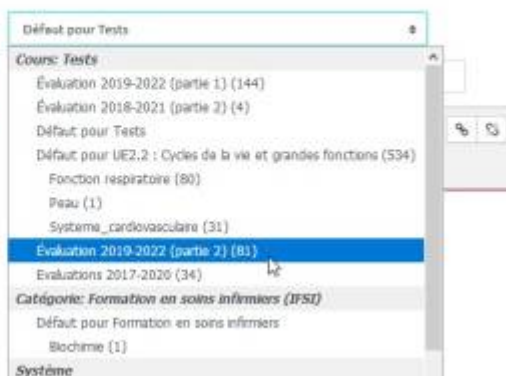 Défaut pour Tests
Cours: Tests
Évaluation 2019-2022 (partie 1) (144)
Évaluation 2018-2021 (partie 2) (4)
Défaut pour Tests
Défaut pour UE2.2 : Cycles de la vie et grandes fonctions (534)
Fonction respiratoire (80)
Peau (1)
Systeme_cardiovasculaire (31)
Évaluation 2019-2022 (partie 2) (81)
Evaluations 2017-2020 (34)
Catégorie: Formation en soins infirmiers (IFSI)
Défaut pour Formation en soins infirmiers
Biochimie (1)
Système